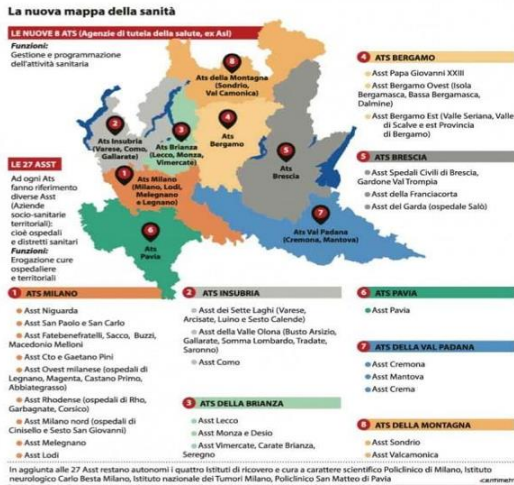 La nuova mappa della sanità
LE NUOVE 8 ATS (Agenzie di tutela della salute, ex Asl)
Funzioni:
Gestione e programmazione
dell'attività sanitaria
8
Ats della Montagna
(Sondrio,
Val Camonica)
2
Ats Insubria
(Varese, Como,
Gallarate)
3
Ats Brianza
(Lecco, Monza,
Vimercate)
4
Ats
Bergamo
5
Ats
Brescia
1
Ats Milano
(Milano, Lodi,
Melegnano
e Legnano)
6
Ats
Pavia
7
Ats Val Padana
(Cremona, Mantova)
LE 27 ASST
Ad ogni Ats
fanno riferimento
diverse Asst
(Aziende
socio-sanitarie
territoriali):
cioè ospedali
e distretti sanitari
Funzioni:
Erogazione cure
ospedaliere
e territoriali
4 ATS BERGAMO
Asst Papa Giovanni XXIII
Asst Bergamo Ovest (Isola
Bergamasca, Bassa Bergamasca,
Dalmine)
Asst Bergamo Est (Valle Seriana, Valle
di Scalve e est Provincia
di Bergamo)
5 ATS BRESCIA
Asst Spedali Civili di Brescia,
Gardone Val Trompia
Asst della Franciacorta
Asst del Garda (ospedale Salò)
1 ATS MILANO
Asst Niguarda
Asst San Paolo e San Carlo
Asst Fatebenefratelli, Sacco, Buzzi,
Macedonio Melloni
Asst Cto e Gaetano Pini
Asst Ovest milanese (ospedali di
Legnano, Magenta, Castano Primo,
Abbiategrasso)
Asst Rhodense (ospedali di Rho,
Garbagnate, Corsico)
Asst Milano nord (ospedali di
Cinisello e Sesto San Giovanni)
Asst Melegnano
Asst Lodi
2 ATS INSUBRIA
Asst dei Sette Laghi (Varese,
Arcisate, Luino e Sesto Calende)
Asst della Valle Olona (Busto Arsizio,
Gallarate, Somma Lombardo, Tradate,
Saronno)
Asst Como
3 ATS DELLA BRIANZA
Asst Lecco
Asst Monza e Desio
Asst Vimercate, Carate Brianza,
Seregno
6 ATS PAVIA
Asst Pavia
7 ATS DELLA VAL PADANA
Asst Cremona
Asst Mantova
Asst Crema
8 ATS DELLA MONTAGNA
Asst Sondrio
Asst Valcamonica
In aggiunta alle 27 Asst restano autonomi i quattro Istituti di ricovero e cura a carattere scientifico Policlinico di Milano, Istituto
neurologico Carlo Besta Milano, Istituto nazionale dei Tumori Milano, Policlinico San Matteo di Pavia
centimetri